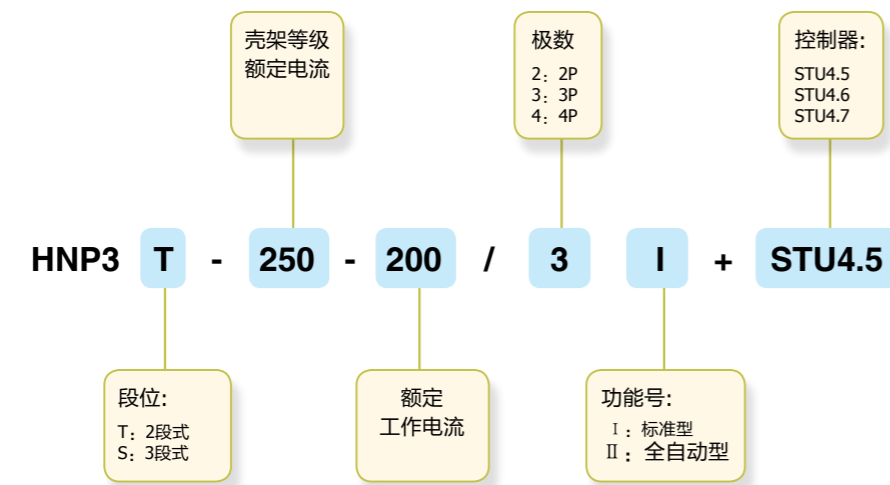 壳架等级
额定电流
极数
2：2P
3：3P
4：4P
控制器:
STU4.5
STU4.6
STU4.7
HNP3 T - 250 - 200 / 3 I + STU4.5
段位:
T：2段式
S：3段式
额定
工作电流
功能号:
Ⅰ：标准型
Ⅱ：全自动型